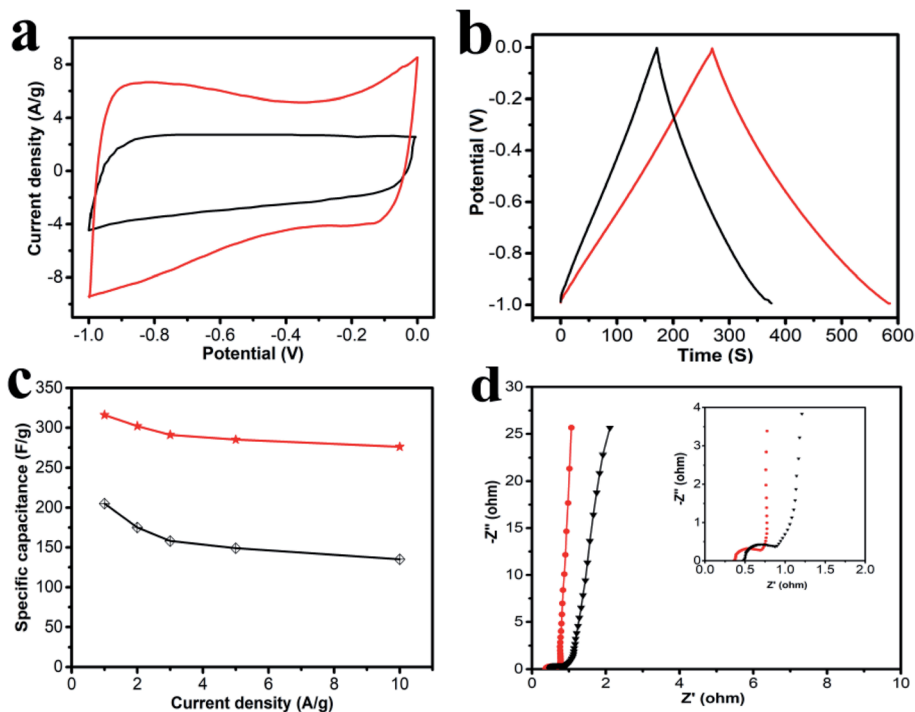 a
8
4
0
-4
-8
Current density (A/g)
-1.0 -0.8 -0.6 -0.4 -0.2 0.0
Potential (V)
b
0.0
-0.2
-0.4
-0.6
-0.8
-1.0
Potential (V)
0 100 200 300 400 500 600
Time (S)
c
350
300
250
200
150
100
50
0
Specific capacitance (F/g)
0 2 4 6 8 10
Current density (A/g)
d
30
25
20
15
10
5
0
-Z'' (ohm)
0 2 4 6 8 10
Z' (ohm)
4
3
2
1
0
-Z'' (ohm)
0.0 0.5 1.0 1.5 2.0
Z' (ohm)